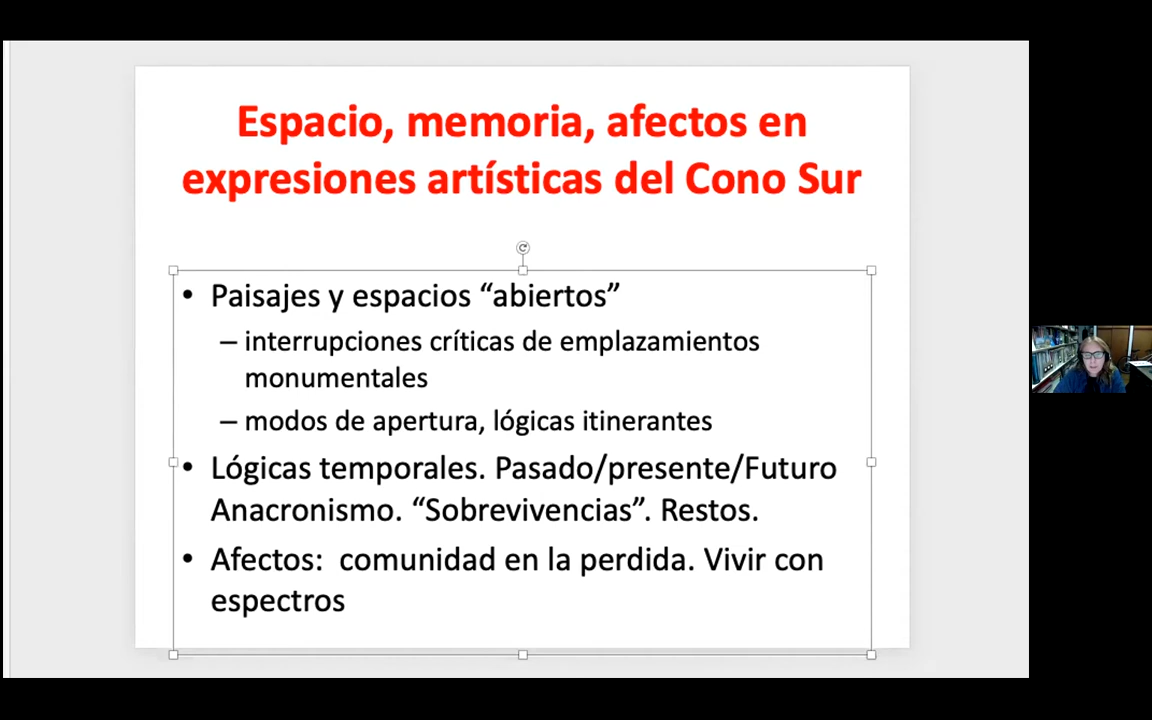 Espacio, memoria, afectos en
expresiones artísticas del Cono Sur
• Paisajes y espacios “abiertos”
– interrupciones críticas de emplazamientos
monumentales
– modos de apertura, lógicas itinerantes
• Lógicas temporales. Pasado/presente/Futuro
Anacronismo. “Sobrevivencias”. Restos.
• Afectos:  comunidad en la perdida. Vivir con
espectros